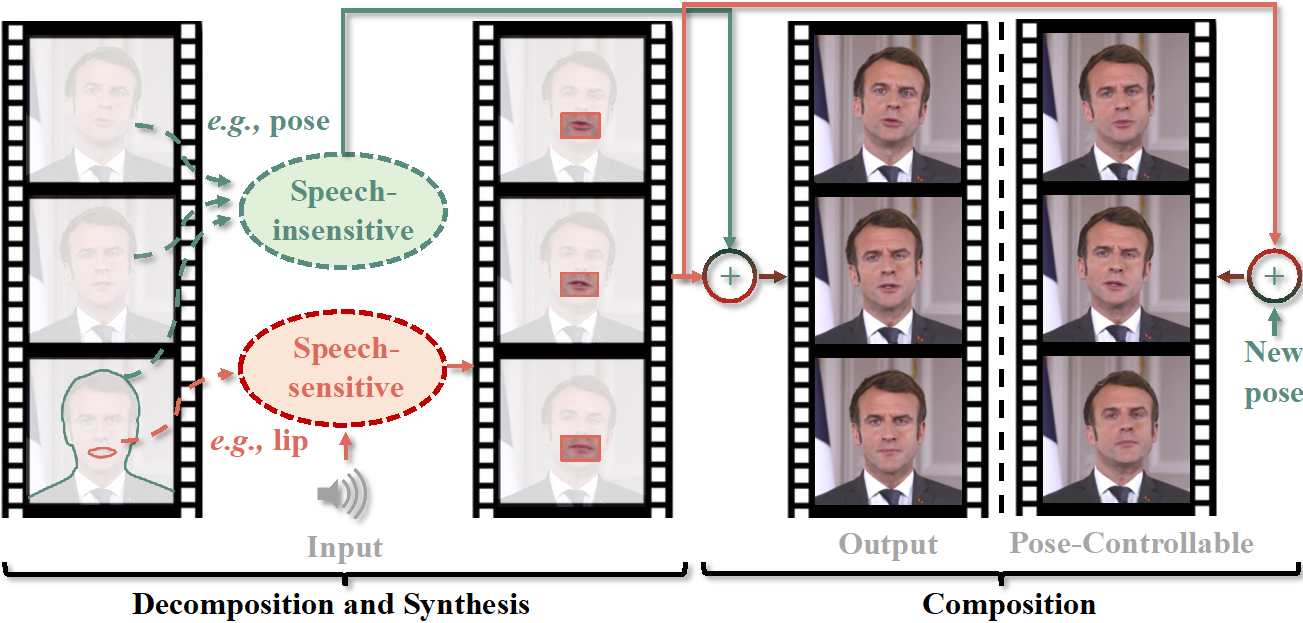 e.g., pose
Speech-
insensitive
Speech-
sensitive
e.g., lip
Input
Output
Pose-Controllable
New
pose
Decomposition and Synthesis
Composition